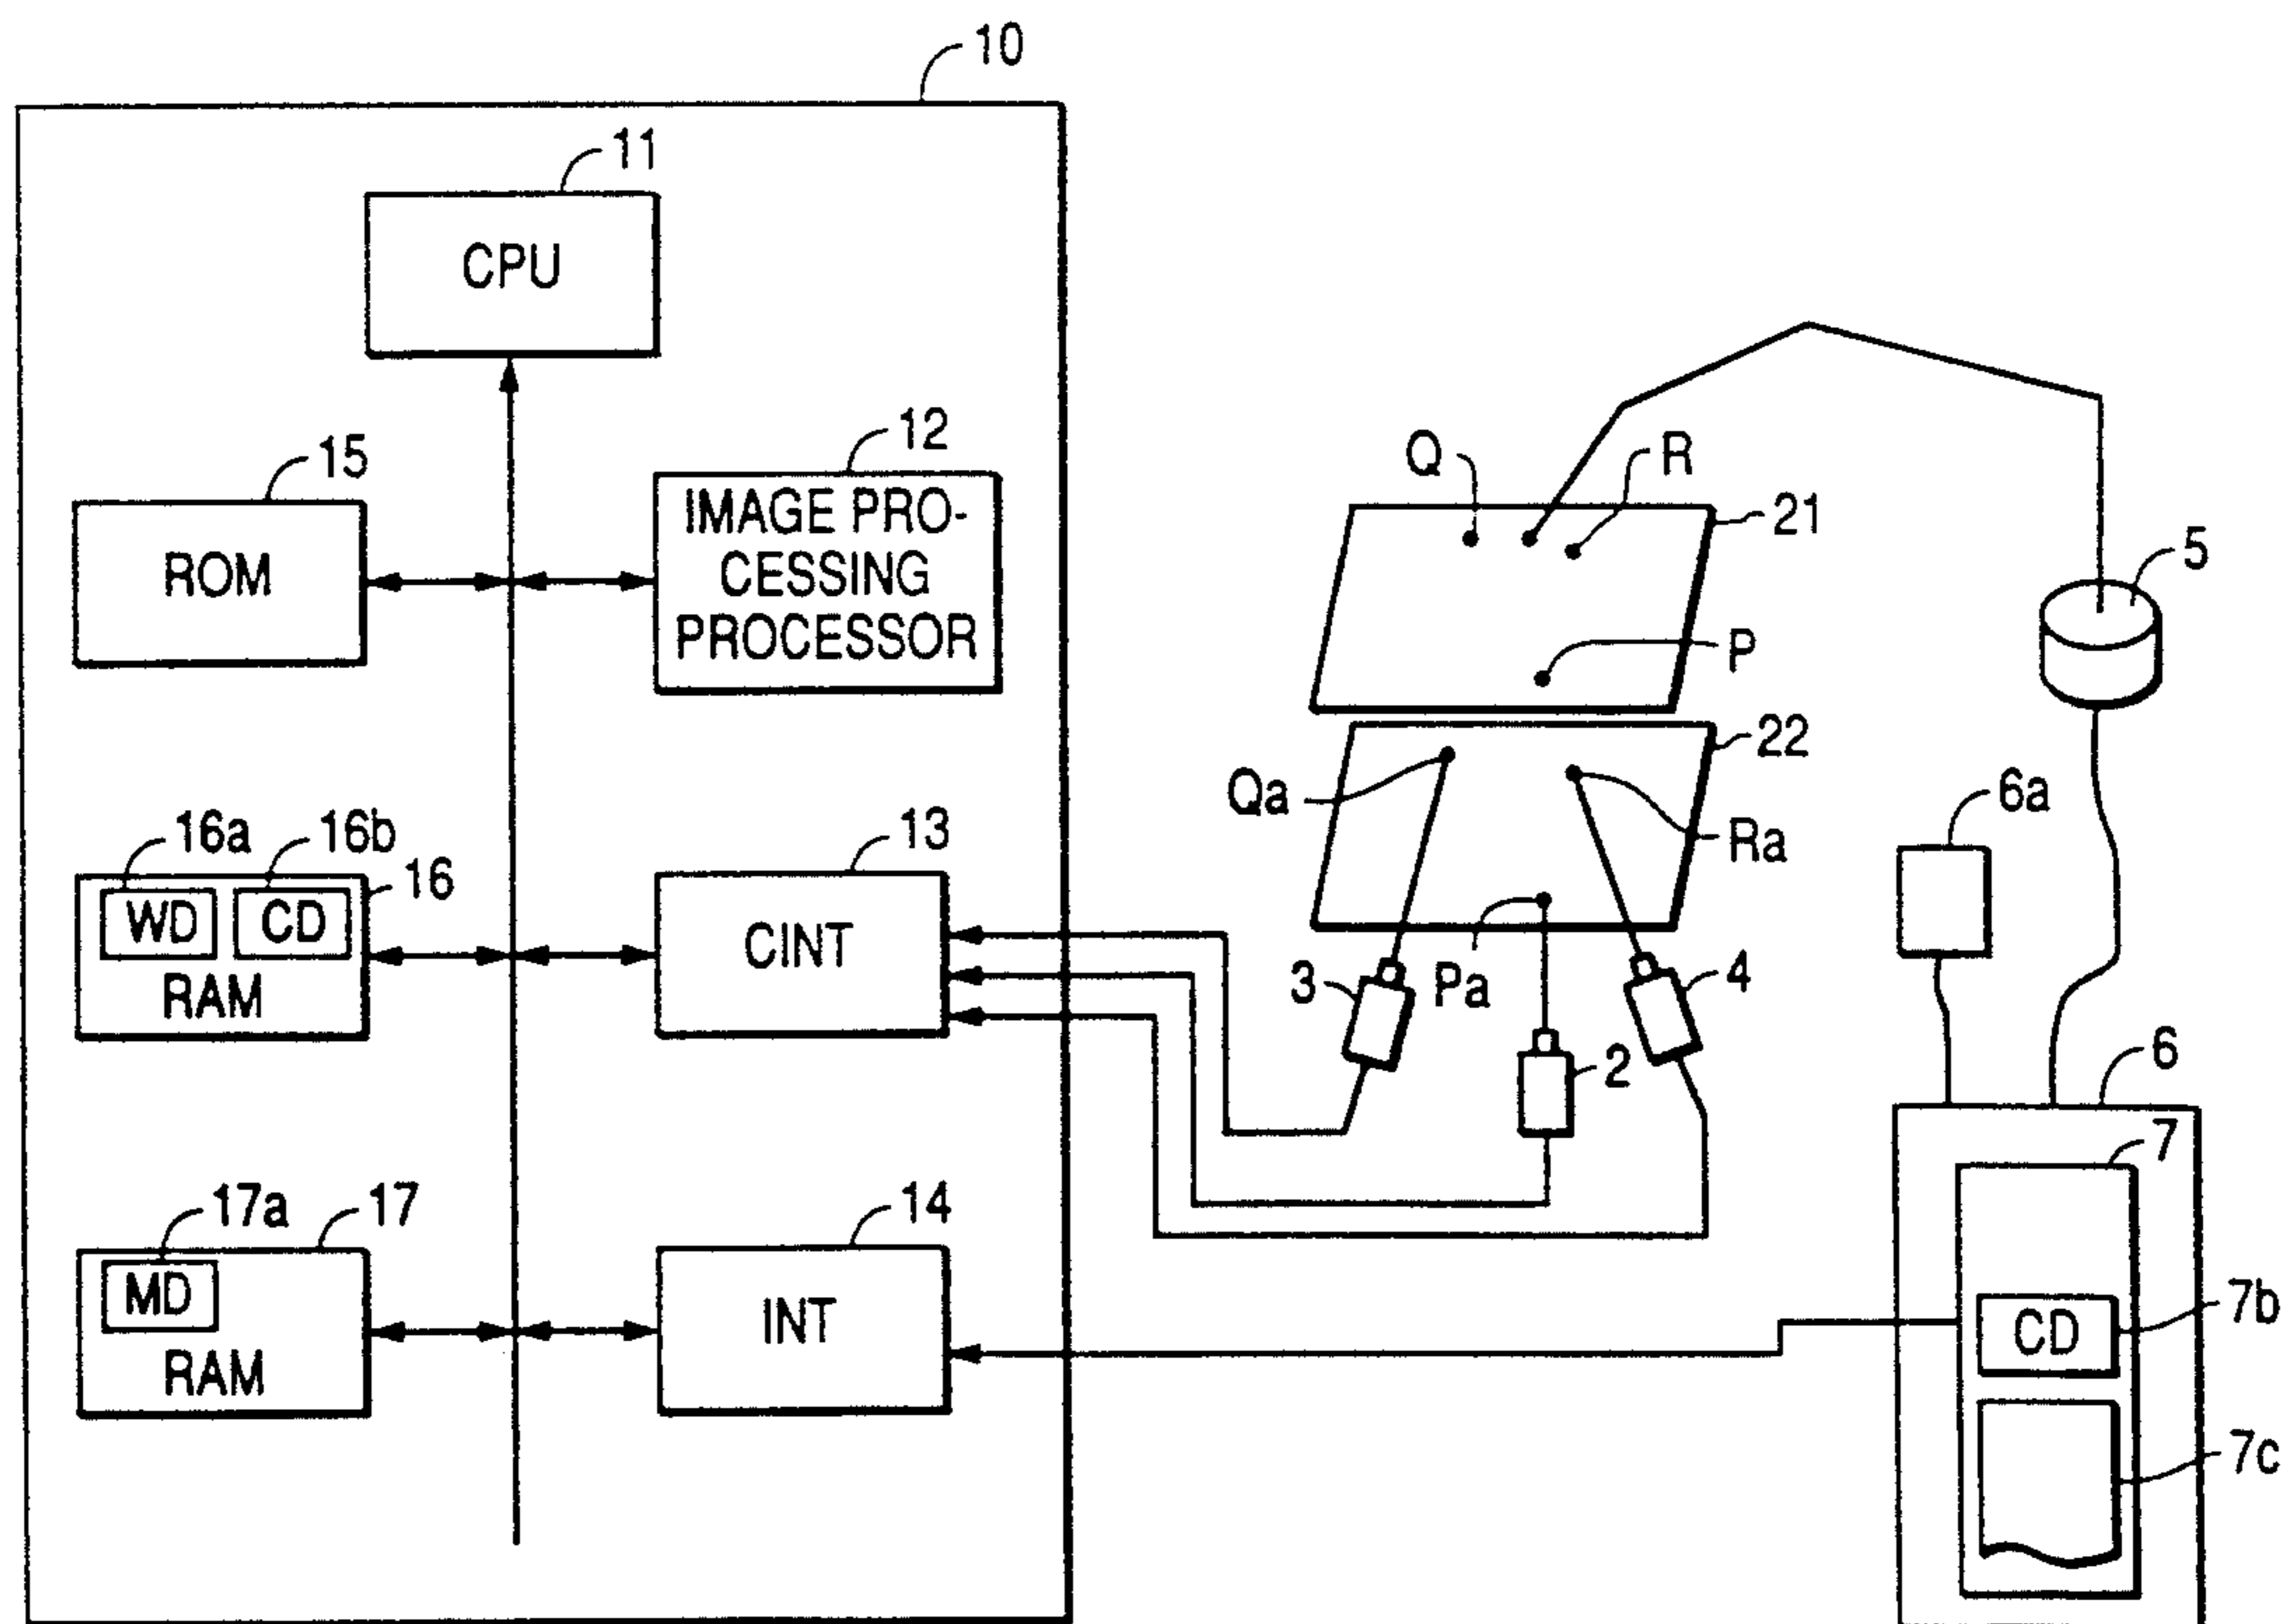 10
11
CPU
15
ROM
12
IMAGE PRO-
CESSING
PROCESSOR
16a
16b
16
WD
CD
RAM
13
CINT
17a
17
MD
RAM
14
INT
Q
R
21
P
22
Qa
Ra
Pa
3
2
4
5
6a
6
7
CD
7b
7c